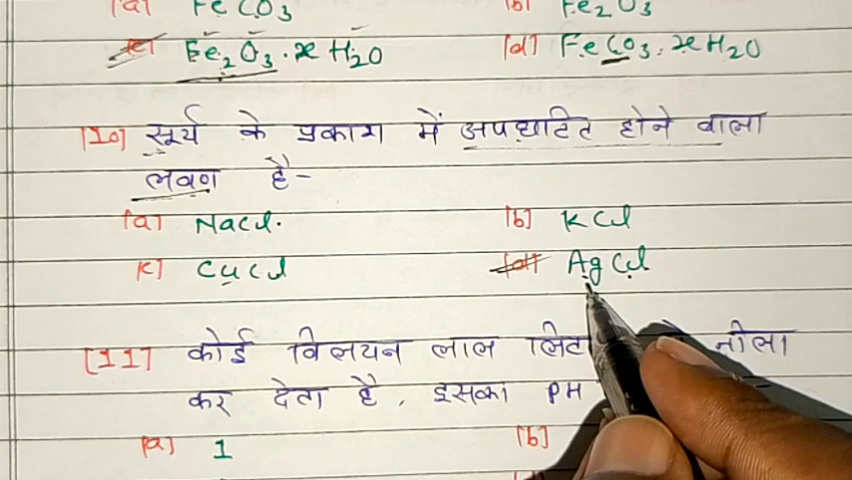 (a) FeCO3 (b) Fe2O3
(c) Fe2O3.xH2O (d) FeCO3.xH2O
[10] सूर्य के प्रकाश में अपघटित होने वाला
लवण है-
(a) NaCl. (b) KCl
(c) CuCl (d) AgCl
[11] कोई विलयन लाल नीला
कर देता है, इसका PH
(a) 1 (b)